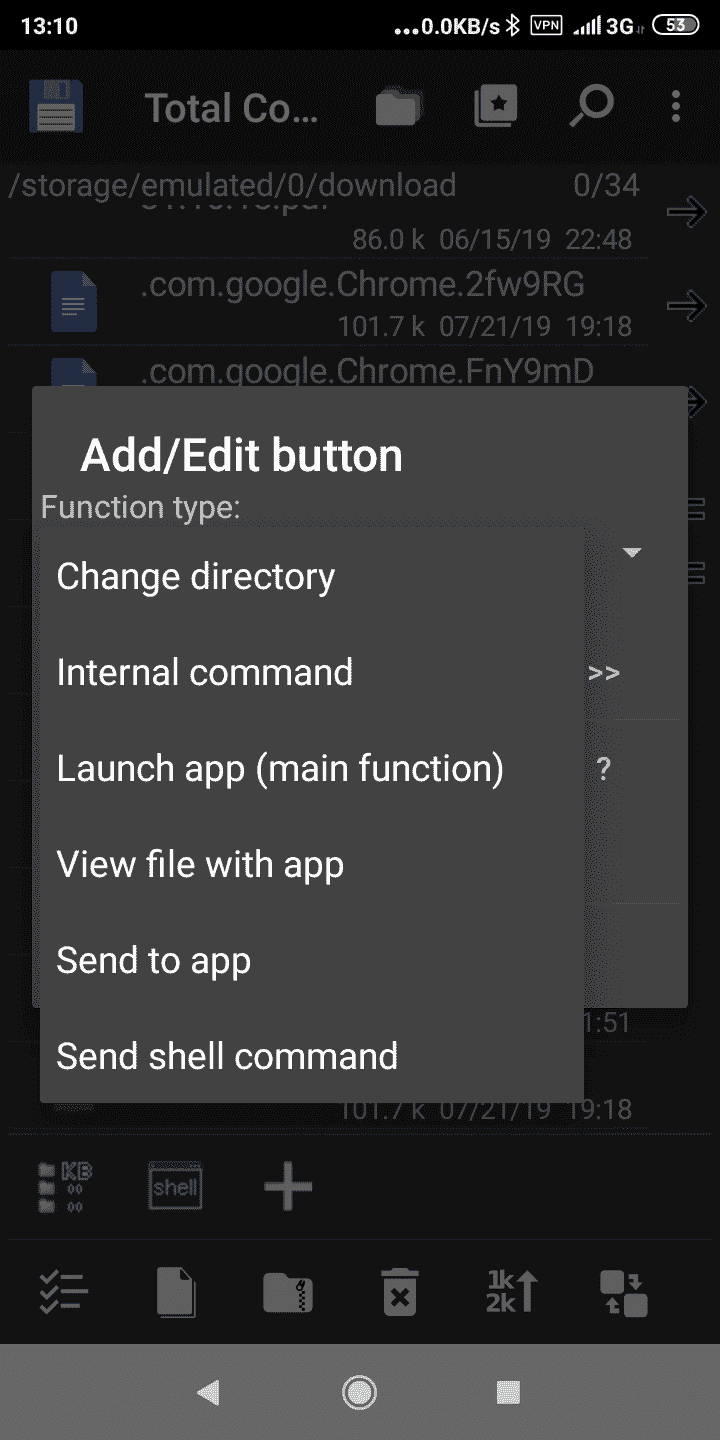 13:10
...0.0KB/s VPN 3G 53
Total Co...
/storage/emulated/0/download 0/34
86.0 k 06/15/19 22:48
.com.google.Chrome.2fw9RG
101.7 k 07/21/19 19:18
.com.google.Chrome.FnY9mD
Add/Edit button
Function type:
Change directory
Internal command >>
Launch app (main function) ?
View file with app
Send to app
1:51
Send shell command
101.7 k 07/21/19 19:18
KB
00
00
shell
1k
2k